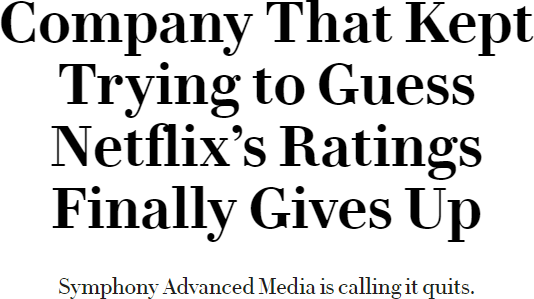 Company That Kept
Trying to Guess
Netflix’s Ratings
Finally Gives Up
Symphony Advanced Media is calling it quits.